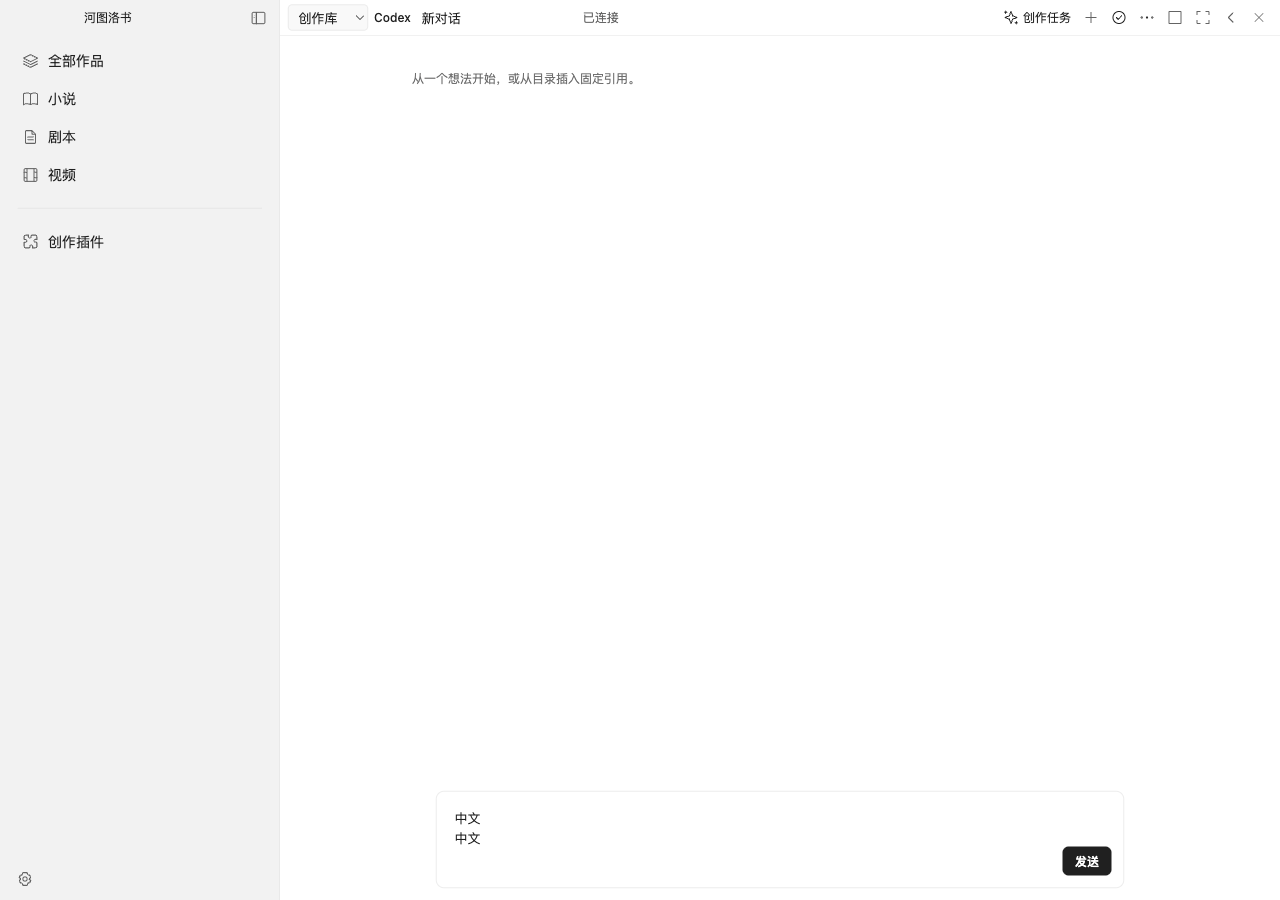 河图洛书
全部作品
小说
剧本
视频
创作插件
创作库 Codex 新对话 已连接 创作任务
从一个想法开始，或从目录插入固定引用。
中文
中文
发送